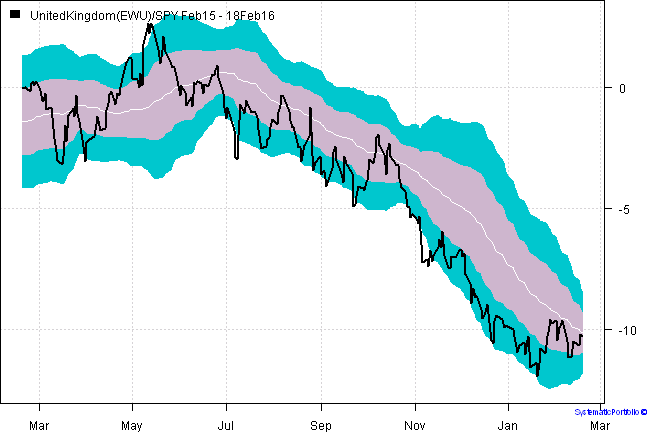 UnitedKingdom(EWU)/SPY Feb15 - 18Feb16
0
-5
-10
Mar May Jul Sep Nov Jan Mar
SystematicPortfolio ©